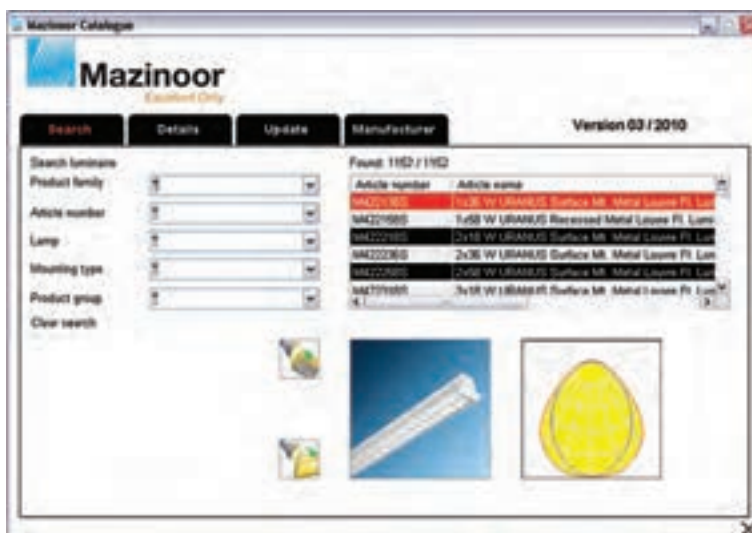 Mazinoor Catalogue
Mazinoor
Excellent Only
Search
Details
Update
Manufacturer
Version 03 / 2010
Search luminaire
Product family
Article number
Lamp
Mounting type
Product group
Clear search
Found: 1152 / 1152
Article number Article name
1x36 W URANUS Surface Mt. Metal Louvre Fl. Lum
1x58 W URANUS Recessed Metal Louvre Fl. Lumi
2x18 W URANUS Surface Mt. Metal Louvre Fl. Lum
2x36 W URANUS Surface Mt. Metal Louvre Fl. Lum
2x58 W URANUS Surface Mt. Metal Louvre Fl. Lum
3x18 W URANUS Surface Mt. Metal Louvre Fl. Lum